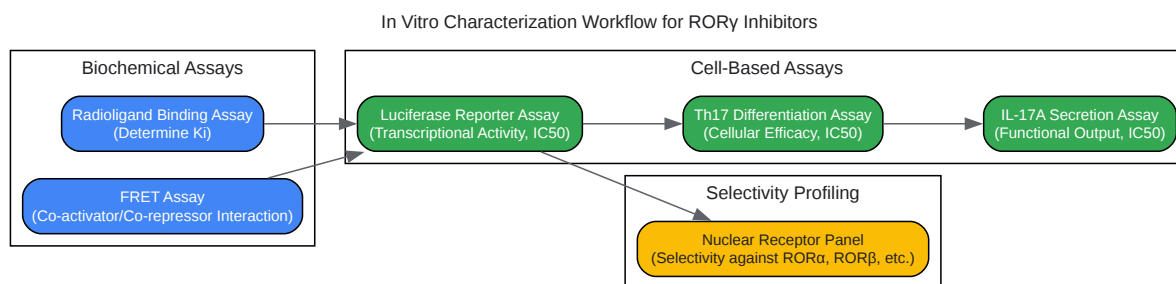 In Vitro Characterization Workflow for RORγ Inhibitors
Biochemical Assays
Radioligand Binding Assay
(Determine Ki)
FRET Assay
(Co-activator/Co-repressor Interaction)
Cell-Based Assays
Luciferase Reporter Assay
(Transcriptional Activity, IC50)
Th17 Differentiation Assay
(Cellular Efficacy, IC50)
IL-17A Secretion Assay
(Functional Output, IC50)
Selectivity Profiling
Nuclear Receptor Panel
(Selectivity against RORα, RORβ, etc.)